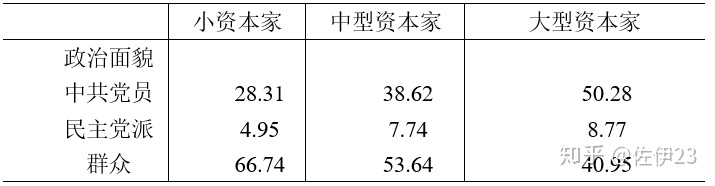 小资本家 中型资本家 大型资本家
政治面貌
中共党员 28.31 38.62 50.28
民主党派 4.95 7.74 8.77
群众 66.74 53.64 40.95
知乎 @佐伊23